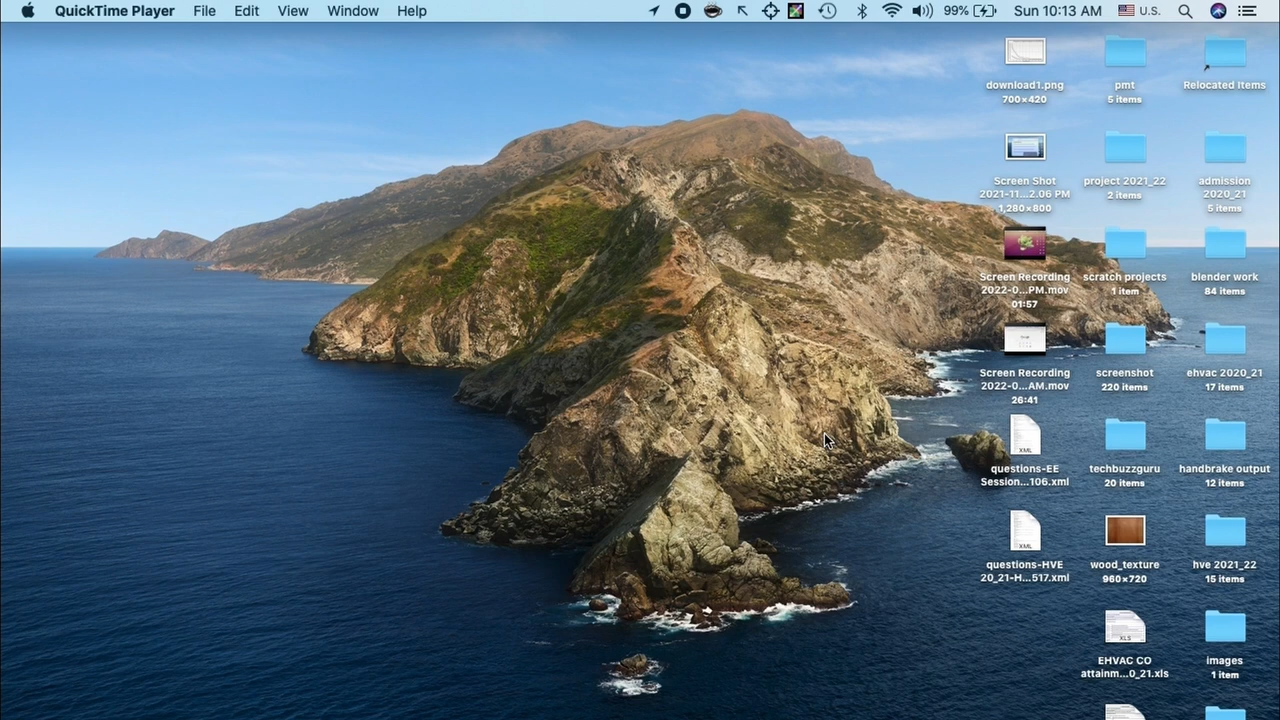 QuickTime Player File Edit View Window Help 99% Sun 10:13 AM U.S.
download1.png
700×420
pmt
5 items
Relocated Items
Screen Shot
2021-11...2.06 PM
1,280×800
project 2021_22
2 items
admission
2020_21
5 items
Screen Recording
2022-0...PM.mov
01:57
scratch projects
1 item
blender work
84 items
Screen Recording
2022-0...AM.mov
26:41
screenshot
220 items
ehvac 2020_21
17 items
XML
questions-EE
Session...106.xml
techbuzzguru
20 items
handbrake output
12 items
XML
questions-HVE
20_21-H...517.xml
wood_texture
960×720
hve 2021_22
15 items
XLS
EHVAC CO
attainm...0_21.xls
images
1 item